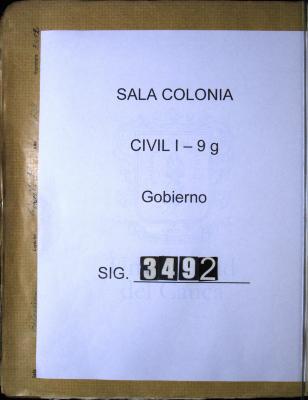 SALA COLONIA
CIVIL I – 9 g
Gobierno
SIG. 3492